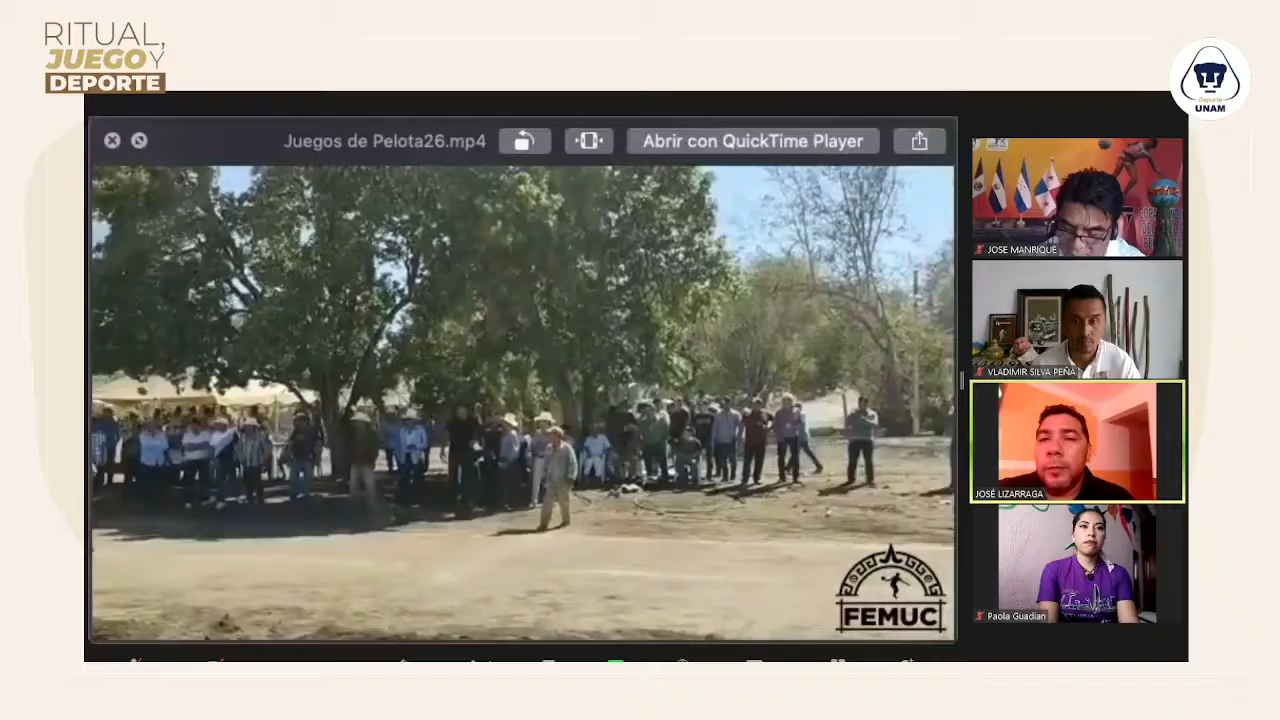 RITUAL,
JUEGO Y
DEPORTE
Deporte
UNAM
Juegos de Pelota26.mp4
Abrir con QuickTime Player
JOSE MANRIQUE
VLADIMIR SILVA PEÑA
JOSÉ LIZARRAGA
Paola Guadian
FEMUC